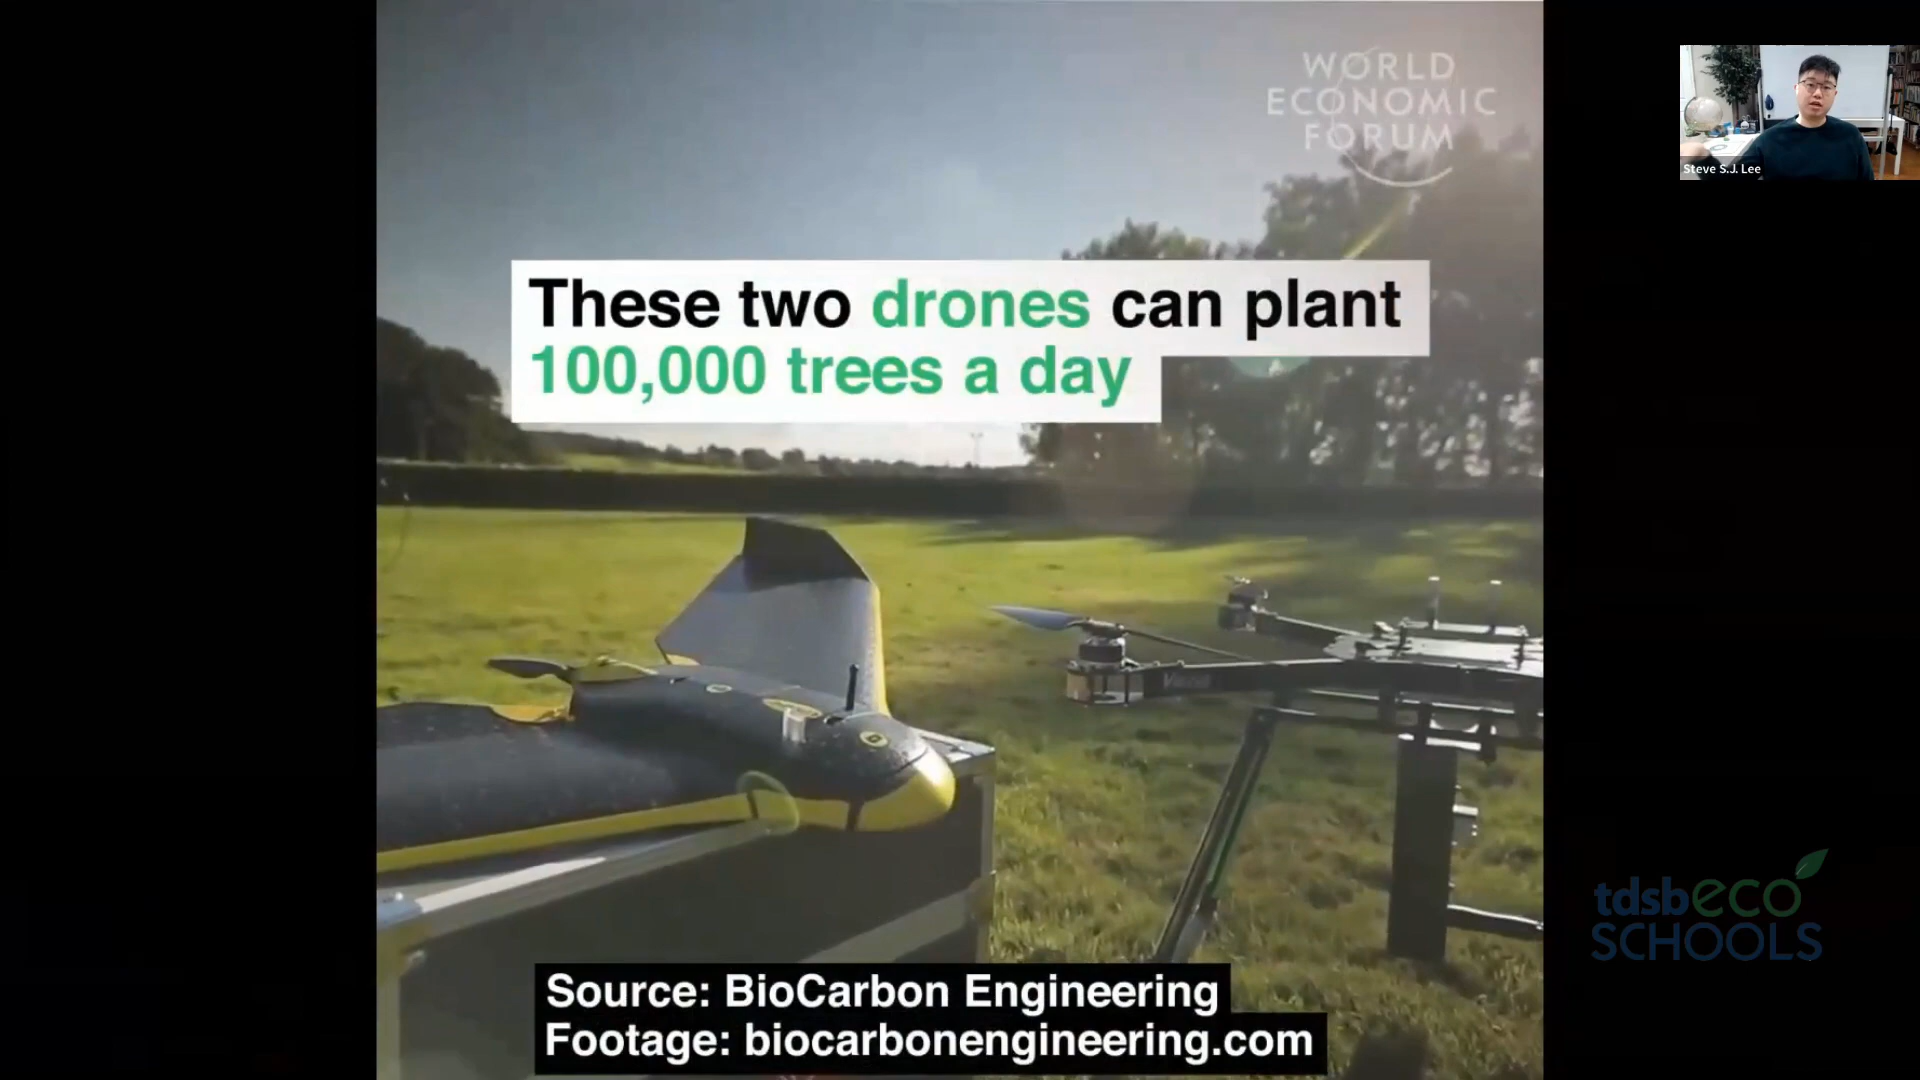 WORLD
ECONOMIC
FORUM
Steve S.J. Lee
These two drones can plant
100,000 trees a day
tdsbeco
SCHOOLS
Source: BioCarbon Engineering
Footage: biocarbonengineering.com